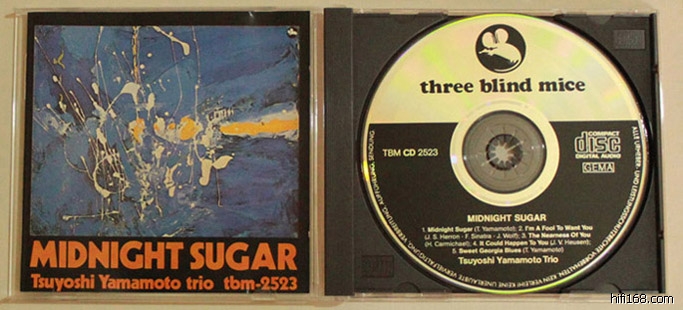 MIDNIGHT SUGAR
Tsuyoshi Yamamoto trio tbm-2523
three blind mice
TBM CD 2523
COMPACT
disc
DIGITAL AUDIO
GEMA
MIDNIGHT SUGAR
1. Midnight Sugar (T. Yamamoto) 2. I'm A Fool To Want You
(J. S. Herron - F. Sinatra - J. Wolf) 3. The Nearness Of You
(H. Carmichael) 4. It Could Happen To You (J. V. Heusen)
5. Sweet Georgia Blues (T. Yamamoto)
Tsuyoshi Yamamoto Trio
hifi168.com